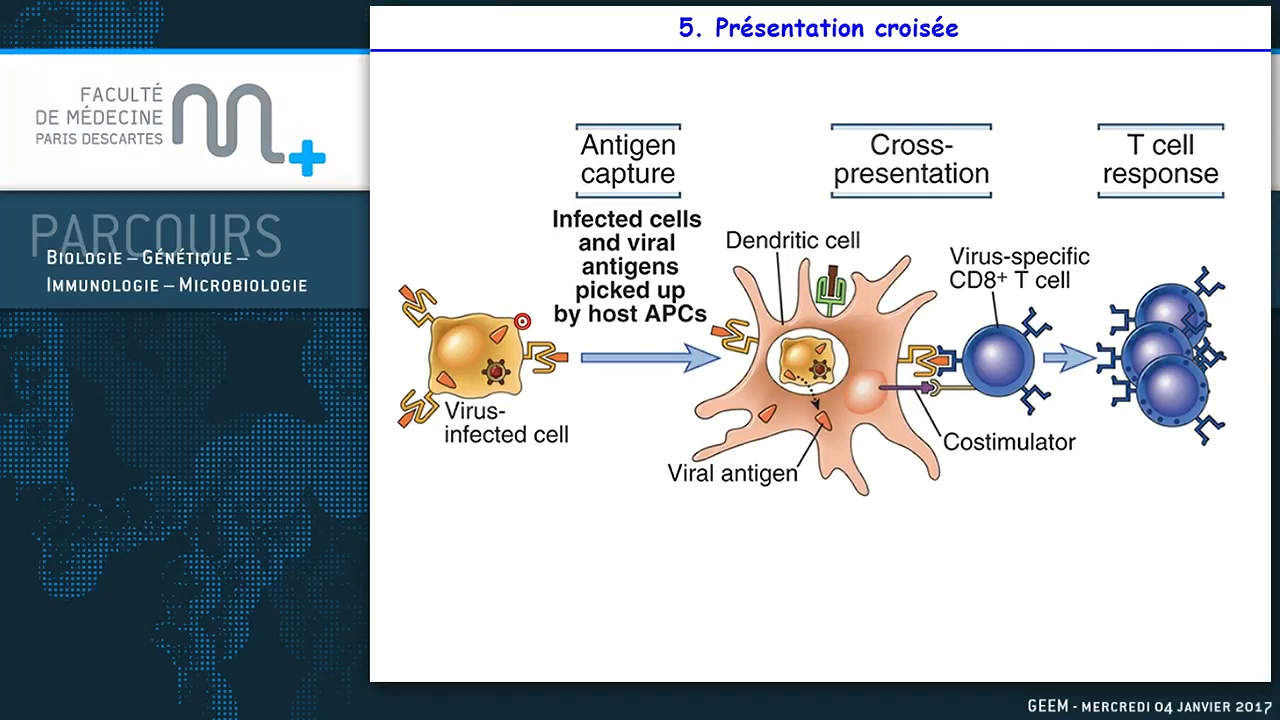 5. Présentation croisée
FACULTÉ
DE MÉDECINE
PARIS DESCARTES
PARCOURS
BIOLOGIE – GÉNÉTIQUE –
IMMUNOLOGIE – MICROBIOLOGIE
Antigen
capture
Cross-
presentation
T cell
response
Infected cells
and viral
antigens
picked up
by host APCs
Dendritic cell
Virus-specific
CD8⁺ T cell
Virus-
infected cell
Costimulator
Viral antigen
GEEM - MERCREDI 04 JANVIER 2017